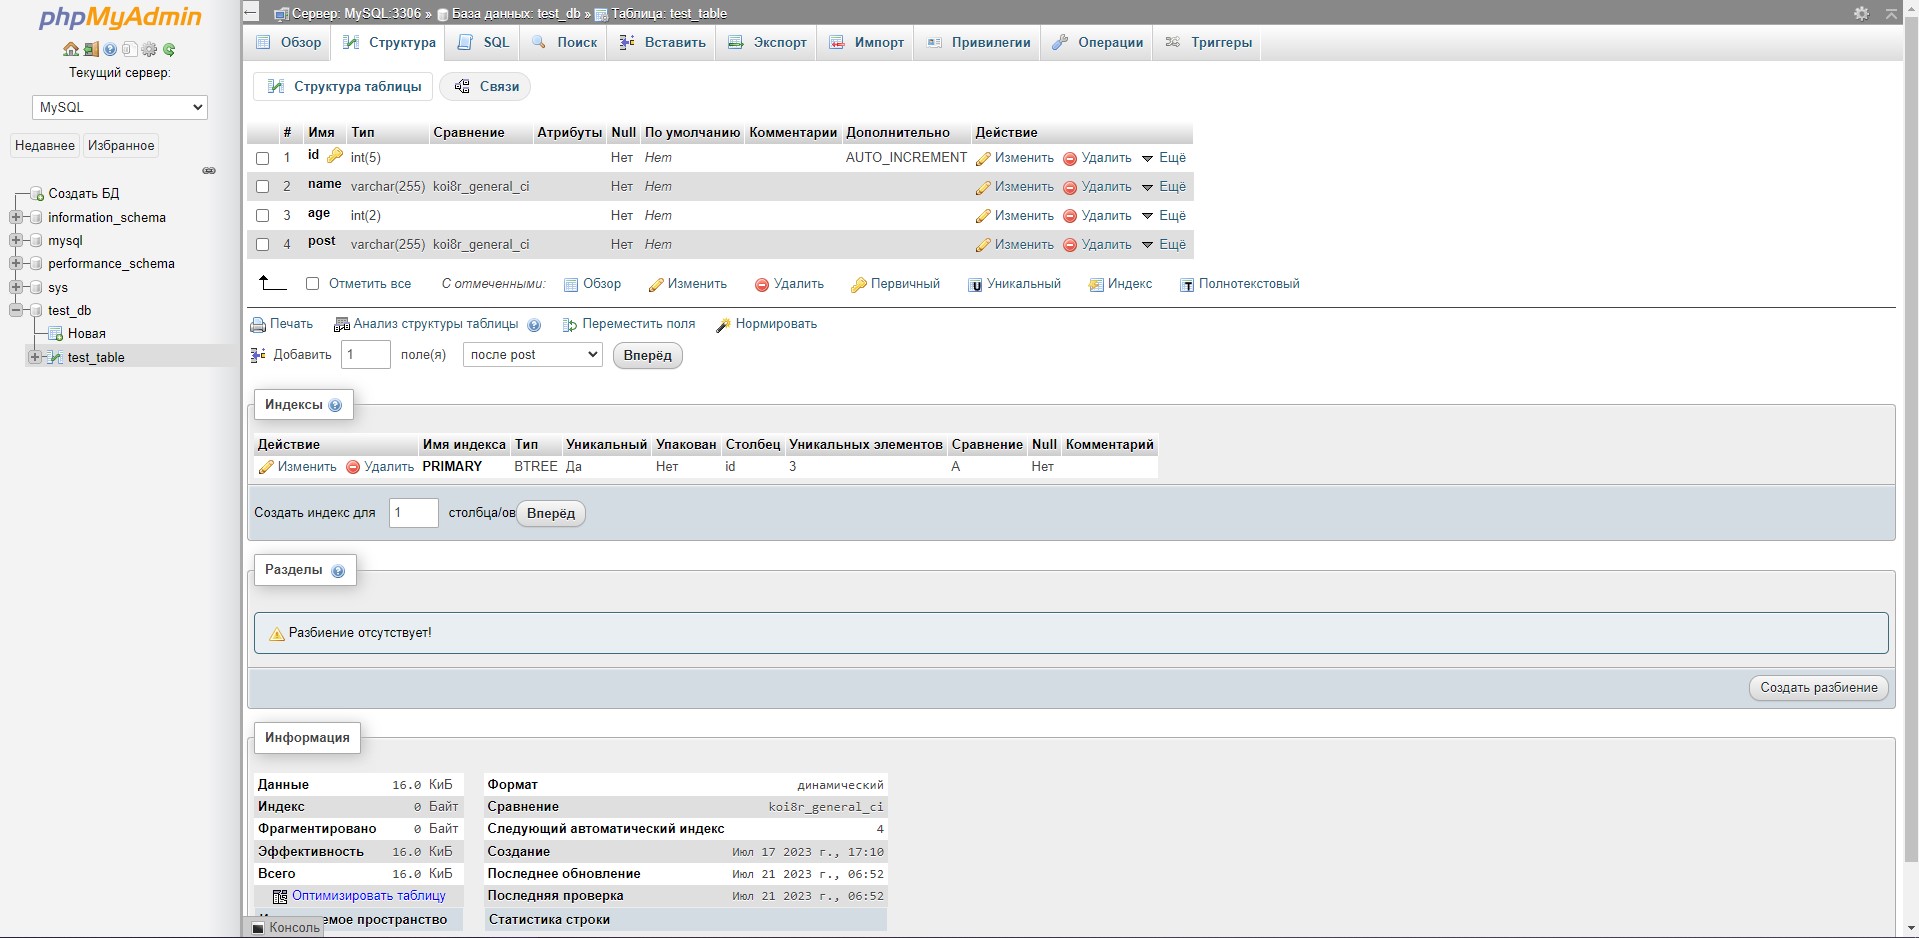 phpMyAdmin
Текущий сервер:
MySQL
Недавнее Избранное
Создать БД
information_schema
mysql
performance_schema
sys
test_db
Новая
test_table
Сервер: MySQL:3306 » База данных: test_db » Таблица: test_table
Обзор Структура SQL Поиск Вставить Экспорт Импорт Привилегии Операции Триггеры
Структура таблицы Связи
# Имя Тип Сравнение Атрибуты Null По умолчанию Комментарии Дополнительно Действие
1 id int(5) Нет Нет AUTO_INCREMENT Изменить Удалить Ещё
2 name varchar(255) koi8r_general_ci Нет Нет Изменить Удалить Ещё
3 age int(2) Нет Нет Изменить Удалить Ещё
4 post varchar(255) koi8r_general_ci Нет Нет Изменить Удалить Ещё
Отметить все С отмеченными: Обзор Изменить Удалить Первичный Уникальный Индекс Полнотекстовый
Печать Анализ структуры таблицы Переместить поля Нормировать
Добавить 1 поле(я) после post Вперёд
Индексы
Действие Имя индекса Тип Уникальный Упакован Столбец Уникальных элементов Сравнение Null Комментарий
Изменить Удалить PRIMARY BTREE Да Нет id 3 A Нет
Создать индекс для 1 столбца/ов Вперёд
Разделы
Разбиение отсутствует!
Создать разбиение
Информация
Данные 16.0 КиБ
Индекс 0 Байт
Фрагментировано 0 Байт
Эффективность 16.0 КиБ
Всего 16.0 КиБ
Оптимизировать таблицу
пространство
Формат динамический
Сравнение koi8r_general_ci
Следующий автоматический индекс 4
Создание Июл 17 2023 г., 17:10
Последнее обновление Июл 21 2023 г., 06:52
Последняя проверка Июл 21 2023 г., 06:52
Статистика строки
Консоль